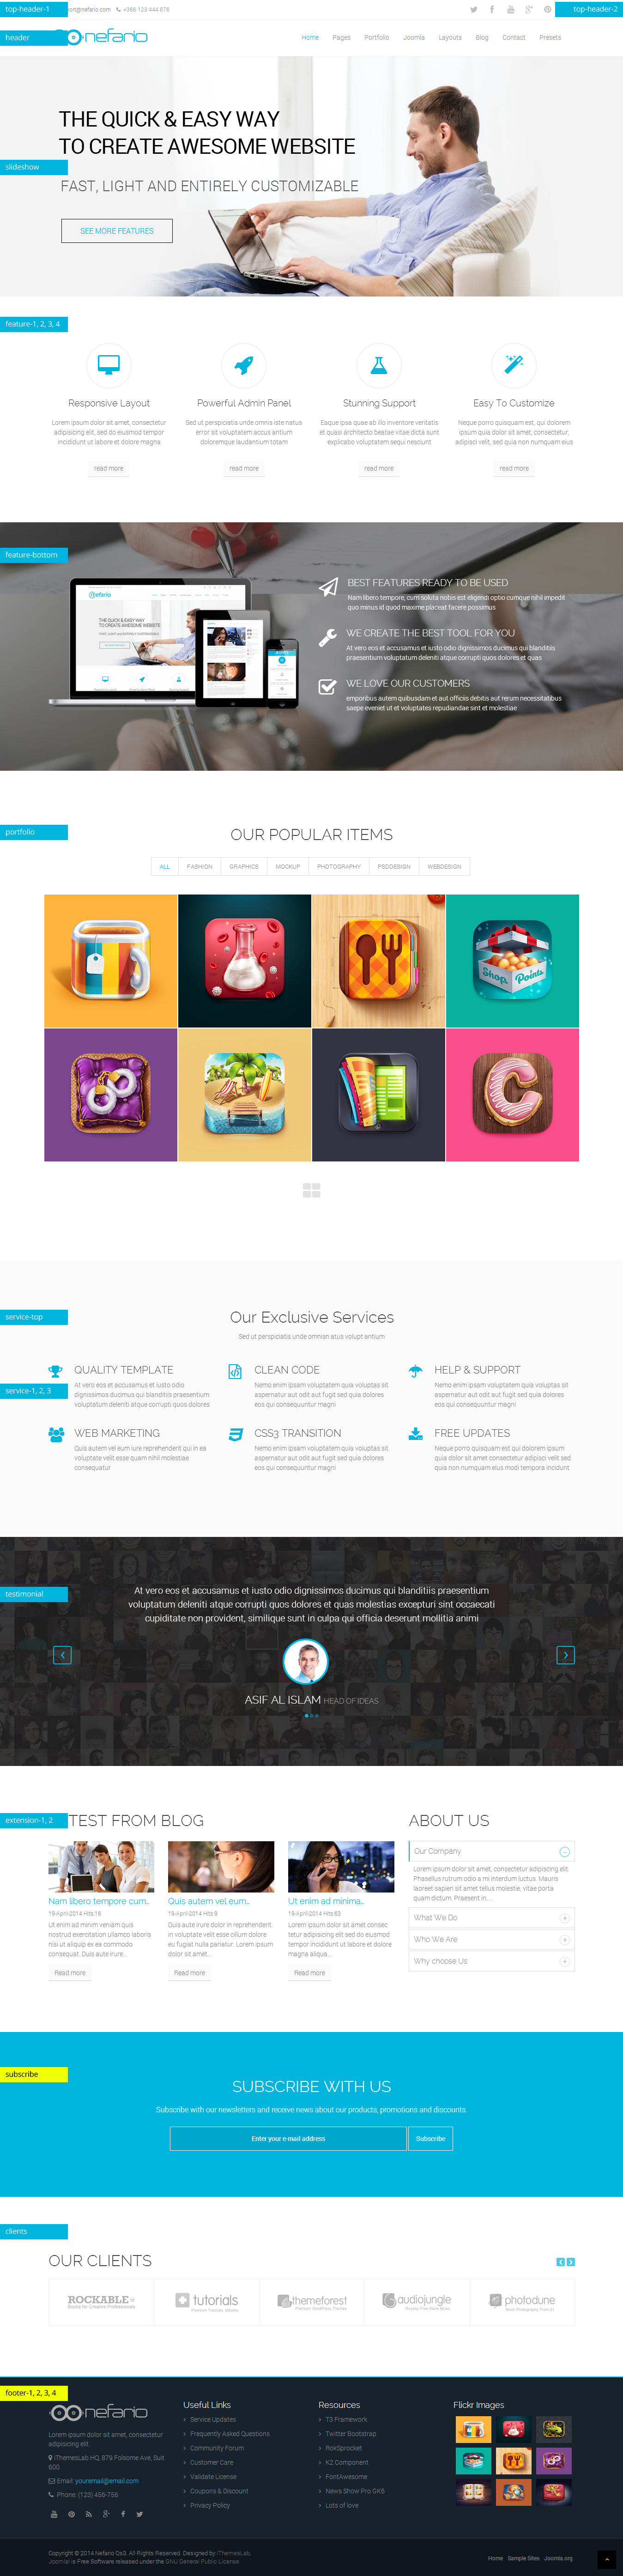 top-header-1
ort@nefario.com +366 123 444 876
top-header-2
header
nefario
Home Pages Portfolio Joomla Layouts Blog Contact Presets
THE QUICK & EASY WAY
TO CREATE AWESOME WEBSITE
slideshow
FAST, LIGHT AND ENTIRELY CUSTOMIZABLE
SEE MORE FEATURES
feature-1, 2, 3, 4
Responsive Layout
Lorem ipsum dolor sit amet, consectetur
adipisicing elit, sed do eiusmod tempor
incididunt ut labore et dolore magna
read more
Powerful Admin Panel
Sed ut perspiciatis unde omnis iste natus
error sit voluptatem accus antium
doloremque laudantium totam
read more
Stunning Support
Eaque ipsa quae ab illo inventore veritatis
et quasi architecto beatae vitae dicta sunt
explicabo voluptatem sequi nesciunt
read more
Easy To Customize
Neque porro quisquam est, qui dolorem
ipsum quia dolor sit amet, consectetur,
adipisci velit, sed quia non numquam eius
read more
feature-bottom
nefario
THE QUICK & EASY WAY
TO CREATE AWESOME WEBSITE
BEST FEATURES READY TO BE USED
Nam libero tempore, cum soluta nobis est eligendi optio cumque nihil impedit
quo minus id quod maxime placeat facere possimus
WE CREATE THE BEST TOOL FOR YOU
At vero eos et accusamus et iusto odio dignissimos ducimus qui blanditiis
praesentium voluptatum deleniti atque corrupti quos dolores et quas
WE LOVE OUR CUSTOMERS
emporibus autem quibusdam et aut officiis debitis aut rerum necessitatibus
saepe eveniet ut et voluptates repudiandae sint et molestiae
portfolio
OUR POPULAR ITEMS
ALL FASHION GRAPHICS MOCKUP PHOTOGRAPHY PSDDESIGN WEBDESIGN
Shop Points
C
service-top
Our Exclusive Services
Sed ut perspiciatis unde omnisn atus volupt antium
service-1, 2, 3
QUALITY TEMPLATE
At vero eos et accusamus et iusto odio
dignissimos ducimus qui blanditiis praesentium
voluptatum deleniti atque corrupti quos dolores
CLEAN CODE
Nemo enim ipsam voluptatem quia voluptas sit
aspernatur aut odit aut fugit sed quia dolores
eos qui consequuntur magni
HELP & SUPPORT
Nemo enim ipsam voluptatem quia voluptas sit
aspernatur aut odit aut fugit sed quia dolores
eos qui consequuntur magni
WEB MARKETING
Quis autem vel eum iure reprehenderit qui in ea
voluptate velit esse quam nihil molestiae
consequatur
CSS3 TRANSITION
Nemo enim ipsam voluptatem quia voluptas sit
aspernatur aut odit aut fugit sed quia dolores
eos qui consequuntur magni
FREE UPDATES
Neque porro quisquam est qui dolorem ipsum
quia dolor sit amet consectetur adipisci velit sed
quia non numquam eius modi tempora incidunt
testimonial
At vero eos et accusamus et iusto odio dignissimos ducimus qui blanditiis praesentium
voluptatum deleniti atque corrupti quos dolores et quas molestias excepturi sint occaecati
cupiditate non provident, similique sunt in culpa qui officia deserunt mollitia animi
ASIF AL ISLAM HEAD OF IDEAS
extension-1, 2
TEST FROM BLOG
Nam libero tempore cum...
19-April-2014 Hits:16
Ut enim ad minim veniam quis
nostrud exercitation ullamco laboris
nisi ut aliquip ex ea commodo
consequat. Duis aute irure...
Read more
Quis autem vel eum...
19-April-2014 Hits:9
Duis aute irure dolor in reprehenderit
in voluptate velit esse cillum dolore
eu fugiat nulla pariatur. Lorem ipsum
dolor sit amet...
Read more
Ut enim ad minima...
19-April-2014 Hits:63
Lorem ipsum dolor sit amet consec
tetur adipisicing elit sed do eiusmod
tempor incididunt ut labore et dolore
magna aliqua...
Read more
ABOUT US
Our Company
Lorem ipsum dolor sit amet, consectetur adipiscing elit.
Phasellus rutrum odio a mi interdum luctus. Mauris
laoreet sapien sit amet tellus molestie, vitae porta
quam dictum. Praesent in....
What We Do
Who We Are
Why choose Us
subscribe
SUBSCRIBE WITH US
Subscribe with our newsletters and receive news about our products, promotions and discounts.
Enter your e-mail address Subscribe
clients
OUR CLIENTS
ROCKABLE
Books for Creative Professionals
tutorials
Premium Tutorials, eBooks
themeforest
Premium WordPress Themes
audiojungle
Royalty Free Stock Music
photodune
Stock Photography from $1
footer-1, 2, 3, 4
nefario
Lorem ipsum dolor sit amet, consectetur
adipisicing elit.
iThemesLab HQ, 879 Folsome Ave, Suit
600
Email: youremail@email.com
Phone: (123) 456-756
Useful Links
Service Updates
Frequently Asked Questions
Community Forum
Customer Care
Validate License
Coupons & Discount
Privacy Policy
Resources
T3 Framework
Twitter Bootstrap
RokSprocket
K2 Component
FontAwesome
News Show Pro GK5
Lots of love
Flickr Images
Copyright © 2014 Nefario Qs3. All Rights Reserved. Designed by iThemesLab.
Joomla! is Free Software released under the GNU General Public License.
Home Sample Sites Joomla.org